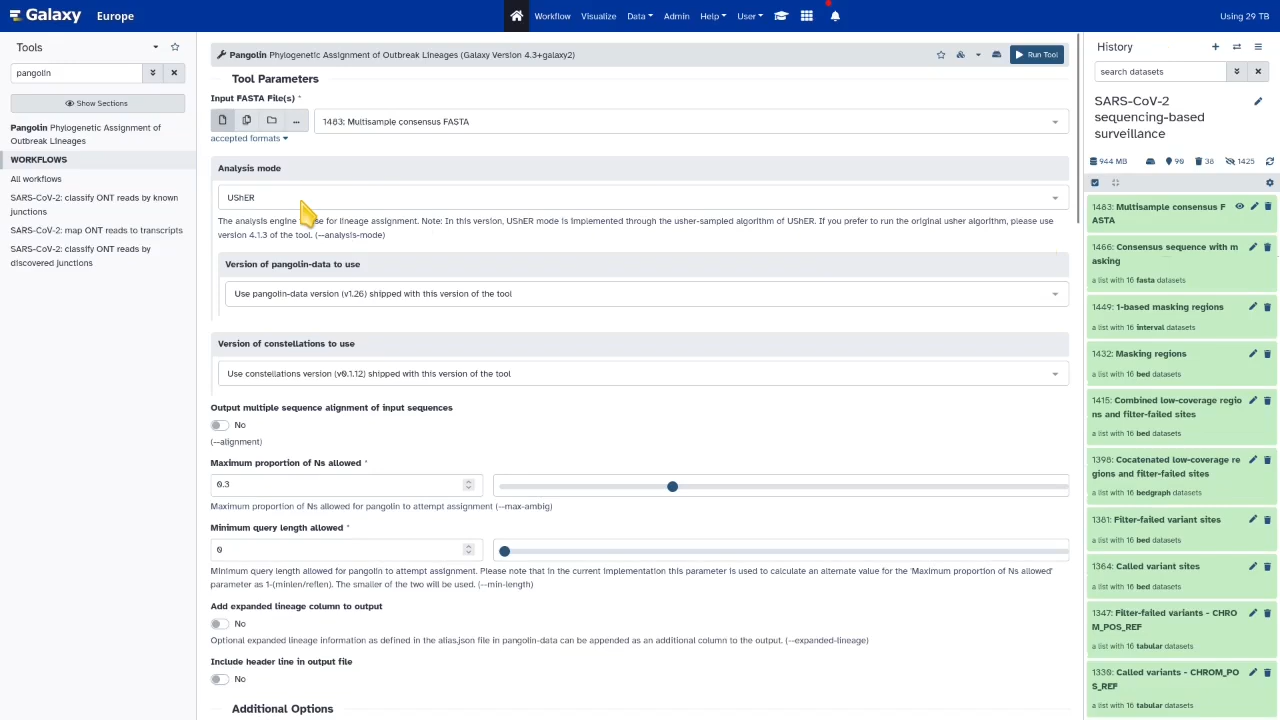 Galaxy Europe
Workflow Visualize Data Admin Help User
Using 29 TB
Tools
pangolin
Show Sections
Pangolin Phylogenetic Assignment of
Outbreak Lineages
WORKFLOWS
All workflows
SARS-CoV-2: classify ONT reads by known
junctions
SARS-CoV-2: map ONT reads to transcripts
SARS-CoV-2: classify ONT reads by
discovered junctions
Pangolin Phylogenetic Assignment of Outbreak Lineages (Galaxy Version 4.3+galaxy2)
Run Tool
Tool Parameters
Input FASTA File(s) *
... 1483: Multisample consensus FASTA
accepted formats
Analysis mode
UShER
The analysis engine se for lineage assignment. Note: In this version, UShER mode is implemented through the usher-sampled algorithm of UShER. If you prefer to run the original usher algorithm, please use
version 4.1.3 of the tool. (--analysis-mode)
Version of pangolin-data to use
Use pangolin-data version (v1.26) shipped with this version of the tool
Version of constellations to use
Use constellations version (v0.1.12) shipped with this version of the tool
Output multiple sequence alignment of input sequences
No
(--alignment)
Maximum proportion of Ns allowed *
0.3
Maximum proportion of Ns allowed for pangolin to attempt assignment (--max-ambig)
Minimum query length allowed *
0
Minimum query length allowed for pangolin to attempt assignment. Please note that in the current implementation this parameter is used to calculate an alternate value for the 'Maximum proportion of Ns allowed'
parameter as 1-(minlen/reflen). The smaller of the two will be used. (--min-length)
Add expanded lineage column to output
No
Optional expanded lineage information as defined in the alias.json file in pangolin-data can be appended as an additional column to the output. (--expanded-lineage)
Include header line in output file
No
Additional Options
History
search datasets
SARS-CoV-2
sequencing-based
surveillance
944 MB 90 38 1425
1483: Multisample consensus F
ASTA
1466: Consensus sequence with m
asking
a list with 16 fasta datasets
1449: 1-based masking regions
a list with 16 interval datasets
1432: Masking regions
a list with 16 bed datasets
1415: Combined low-coverage regio
ns and filter-failed sites
a list with 16 bed datasets
1398: Cocatenated low-coverage re
gions and filter-failed sites
a list with 16 bedgraph datasets
1381: Filter-failed variant sites
a list with 16 bed datasets
1364: Called variant sites
a list with 16 bed datasets
1347: Filter-failed variants - CHRO
M_POS_REF
a list with 16 tabular datasets
1330: Called variants - CHROM_PO
S_REF
a list with 16 tabular datasets